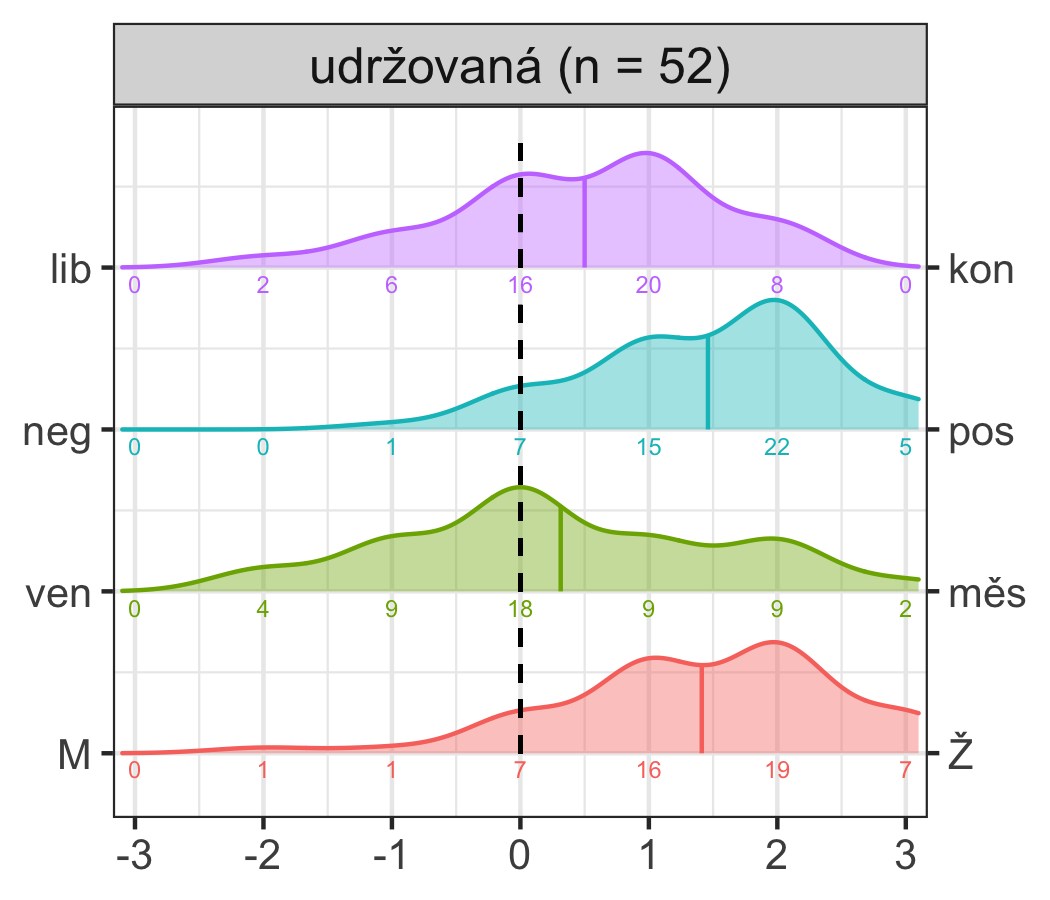 udržovaná (n = 52)
lib kon
0 2 6 16 20 8 0
neg pos
0 0 1 7 15 22 5
ven měs
0 4 9 18 9 9 2
M Ž
0 1 1 7 16 19 7
-3 -2 -1 0 1 2 3